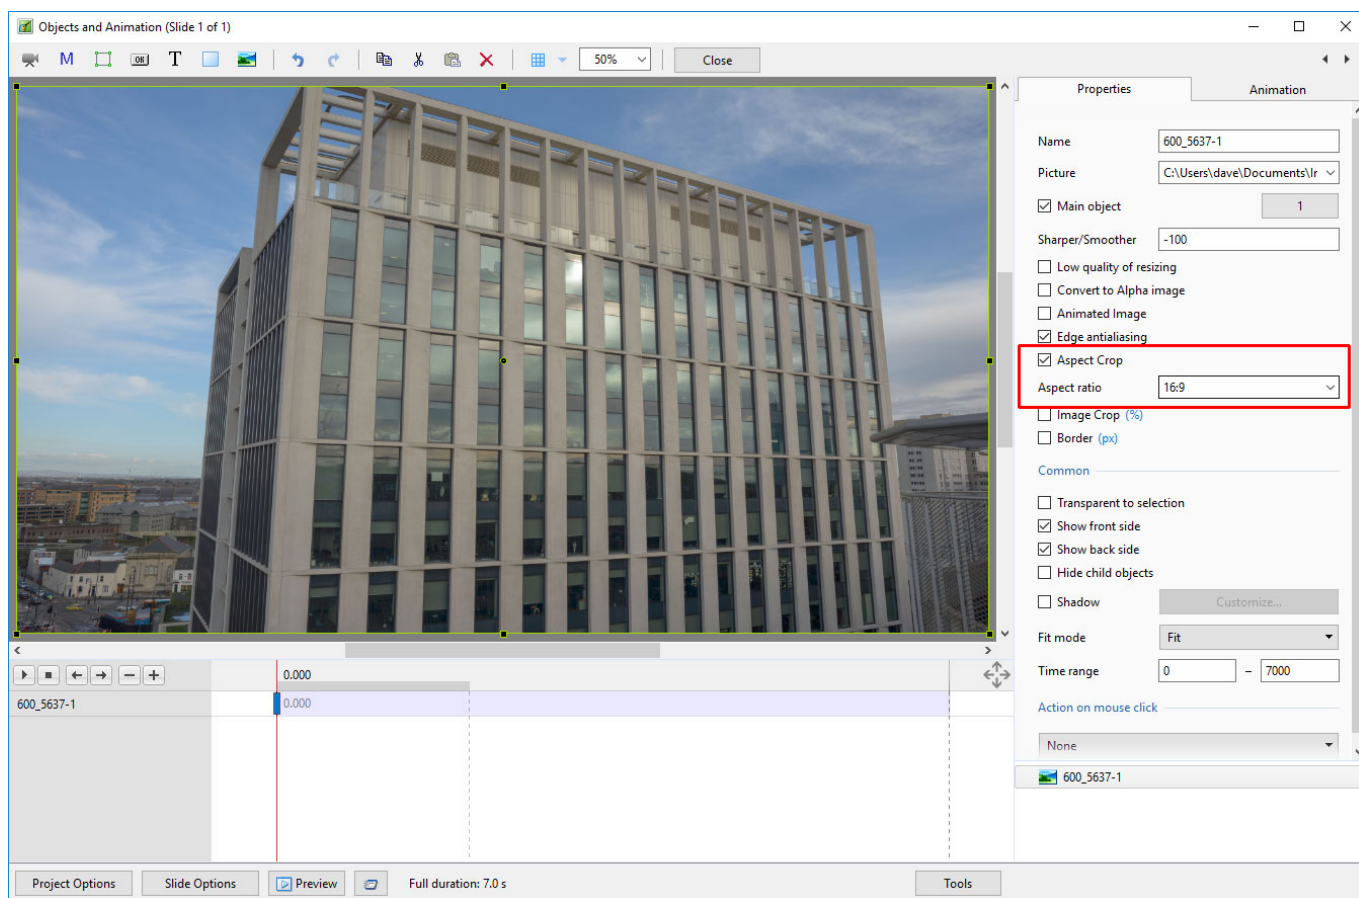 Objects and Animation (Slide 1 of 1)
M OK T 50% Close
Properties Animation
Name 600_5637-1
Picture C:\Users\dave\Documents\Ir
Main object 1
Sharper/Smoother -100
Low quality of resizing
Convert to Alpha image
Animated Image
Edge antialiasing
Aspect Crop
Aspect ratio 16:9
Image Crop (%)
Border (px)
Common
Transparent to selection
Show front side
Show back side
Hide child objects
Shadow Customize...
Fit mode Fit
Time range 0 – 7000
Action on mouse click
None
600_5637-1
0.000
600_5637-1 0.000
Project Options Slide Options Preview Full duration: 7.0 s Tools